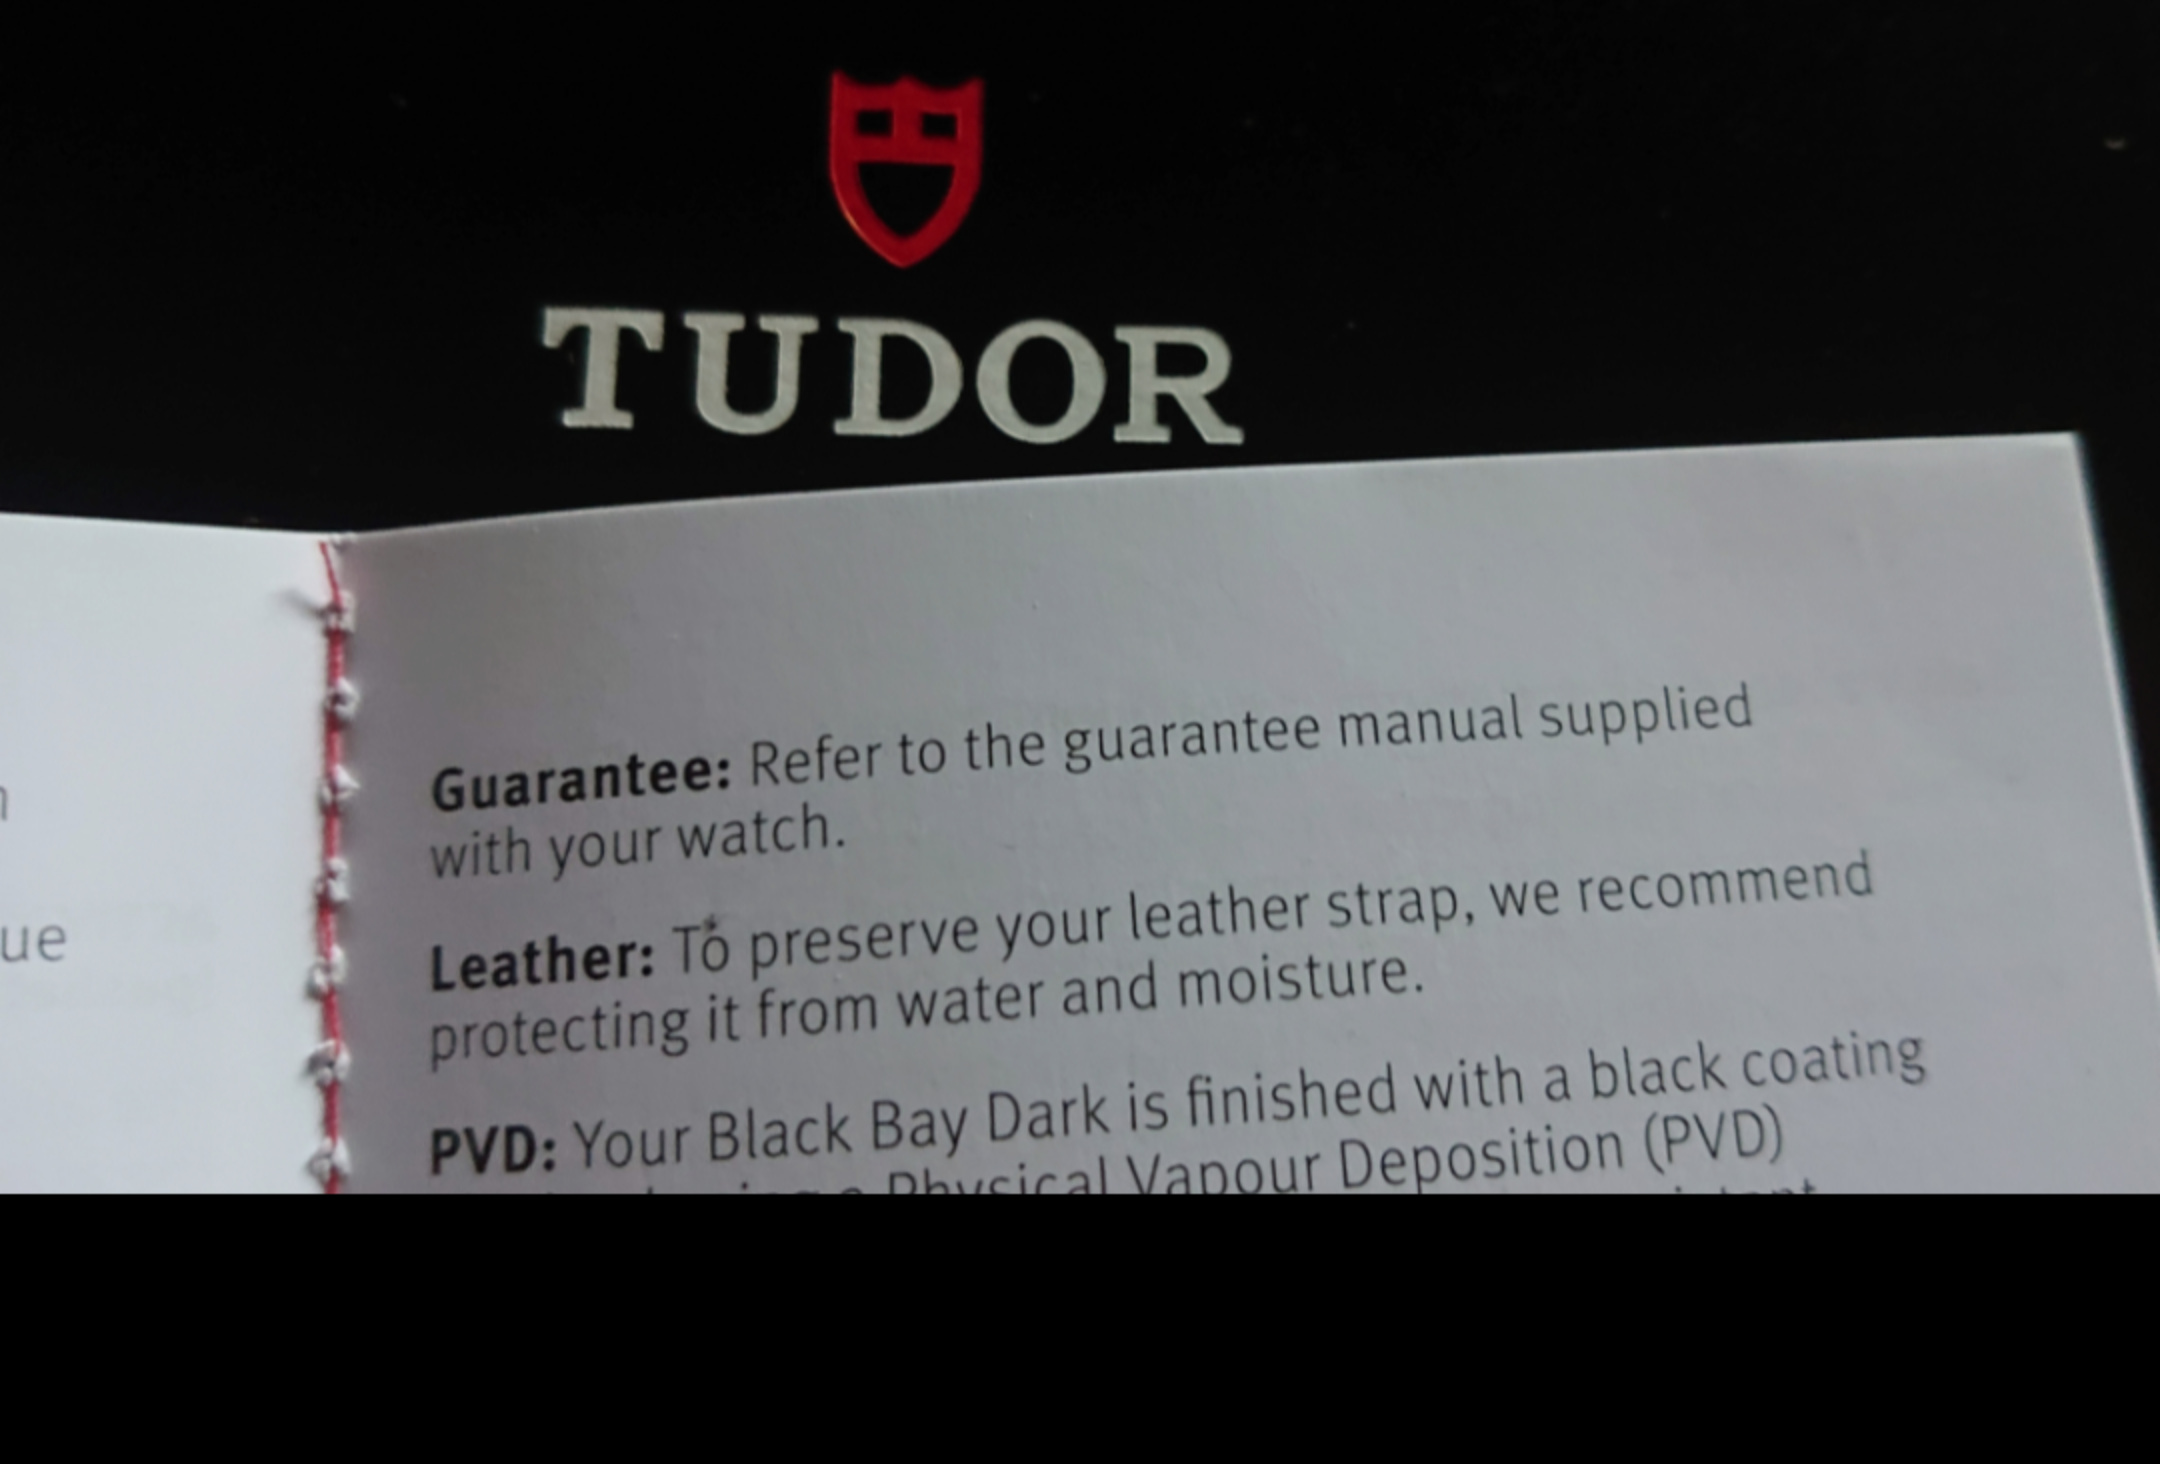 TUDOR
ue
Guarantee: Refer to the guarantee manual supplied
with your watch.
Leather: To preserve your leather strap, we recommend
protecting it from water and moisture.
PVD: Your Black Bay Dark is finished with a black coating
Physical Vapour Deposition (PVD)